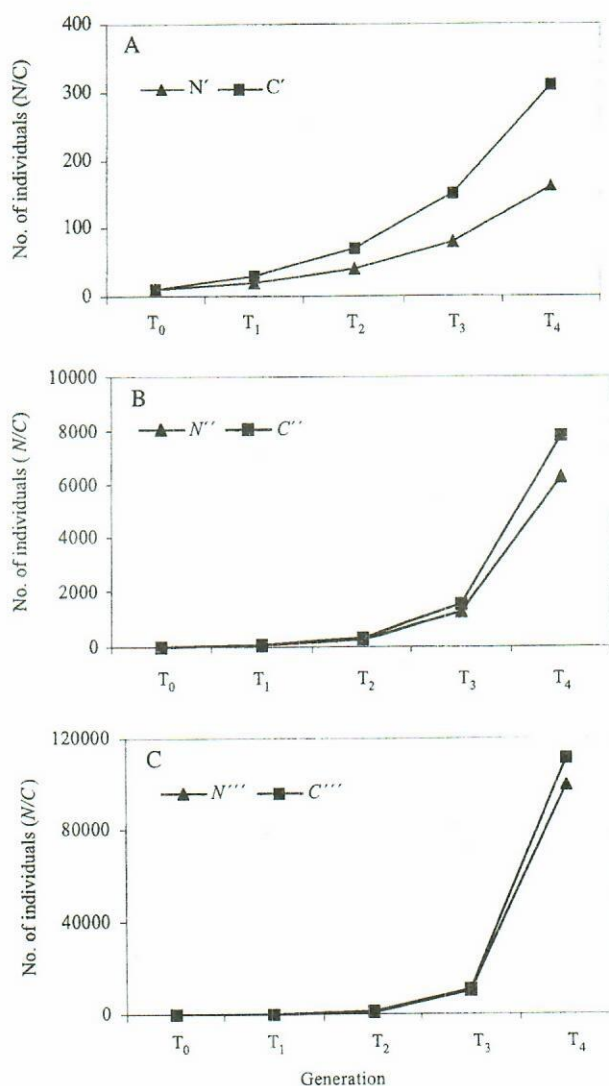 A
No. of individuals (N/C)
400
300
200
100
0
N′ C′
T₀ T₁ T₂ T₃ T₄
B
No. of individuals (N/C)
10000
8000
6000
4000
2000
0
N′′ C′′
T₀ T₁ T₂ T₃ T₄
C
No. of individuals (N/C)
120000
80000
40000
0
N′′′ C′′′
T₀ T₁ T₂ T₃ T₄
Generation